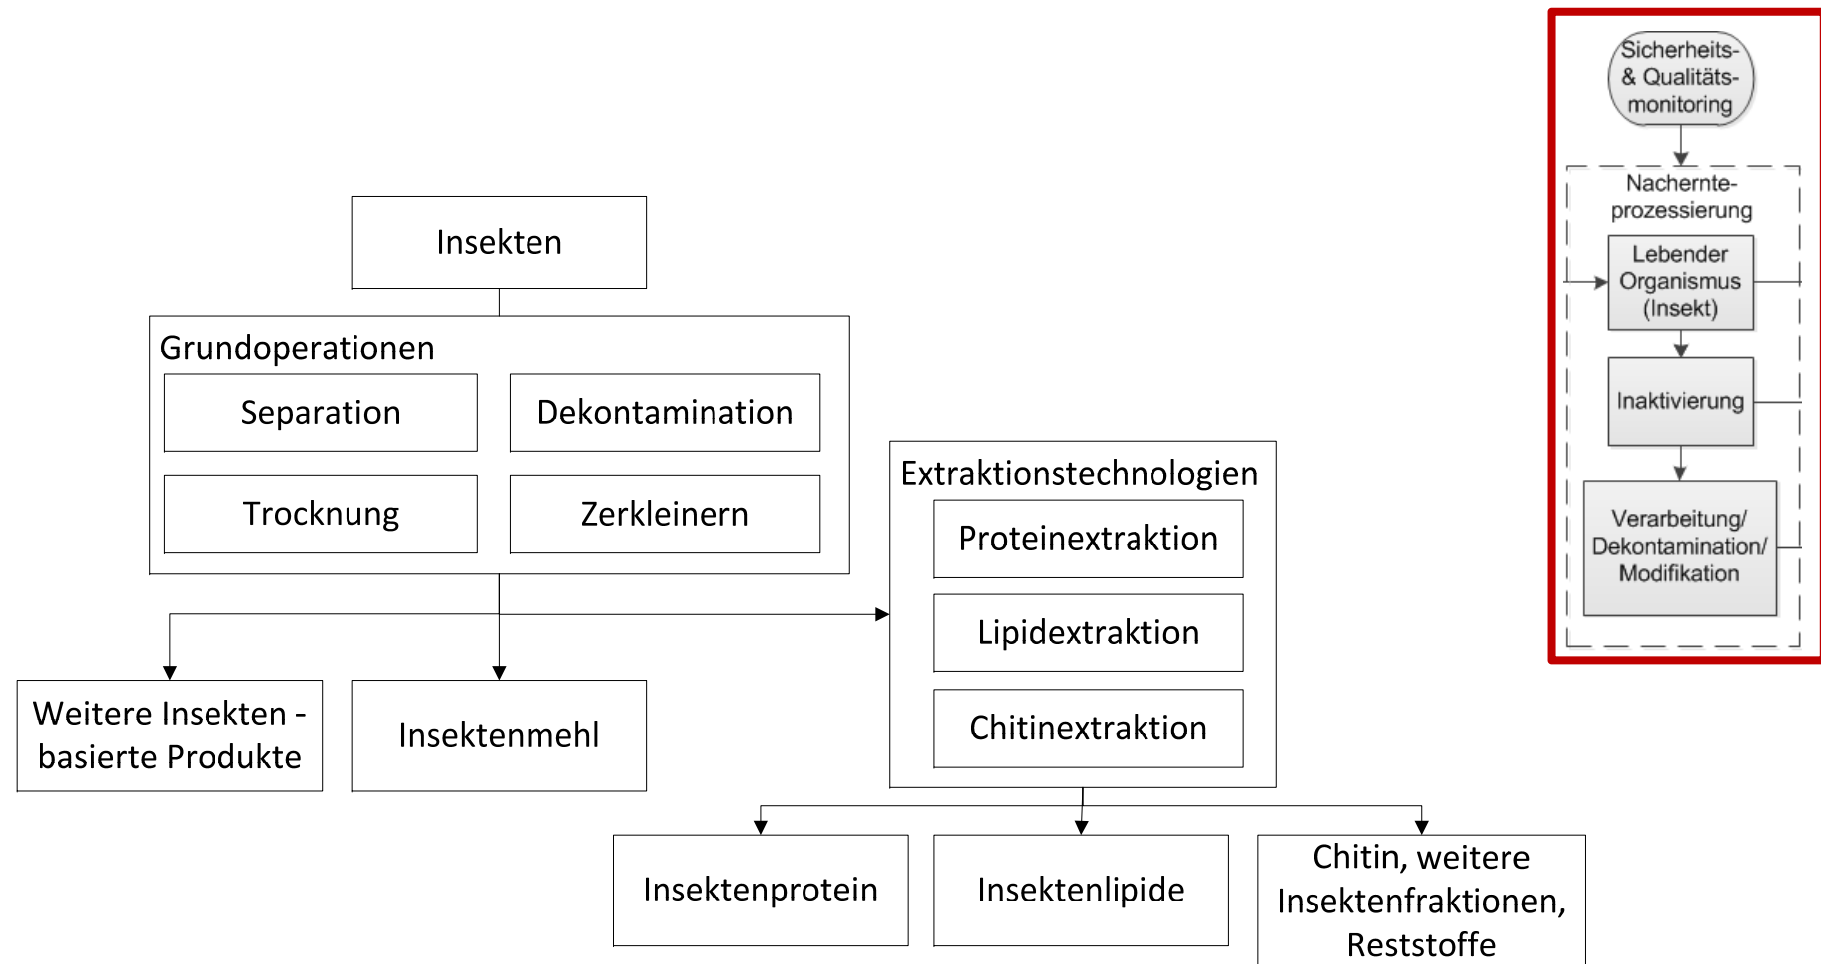 Insekten
Grundoperationen
Separation
Dekontamination
Trocknung
Zerkleinern
Extraktionstechnologien
Proteinextraktion
Lipidextraktion
Chitinextraktion
Weitere Insekten -
basierte Produkte
Insektenmehl
Insektenprotein
Insektenlipide
Chitin, weitere
Insektenfraktionen,
Reststoffe
Sicherheits-
& Qualitäts-
monitoring
Nachernte-
prozessierung
Lebender
Organismus
(Insekt)
Inaktivierung
Verarbeitung/
Dekontamination/
Modifikation